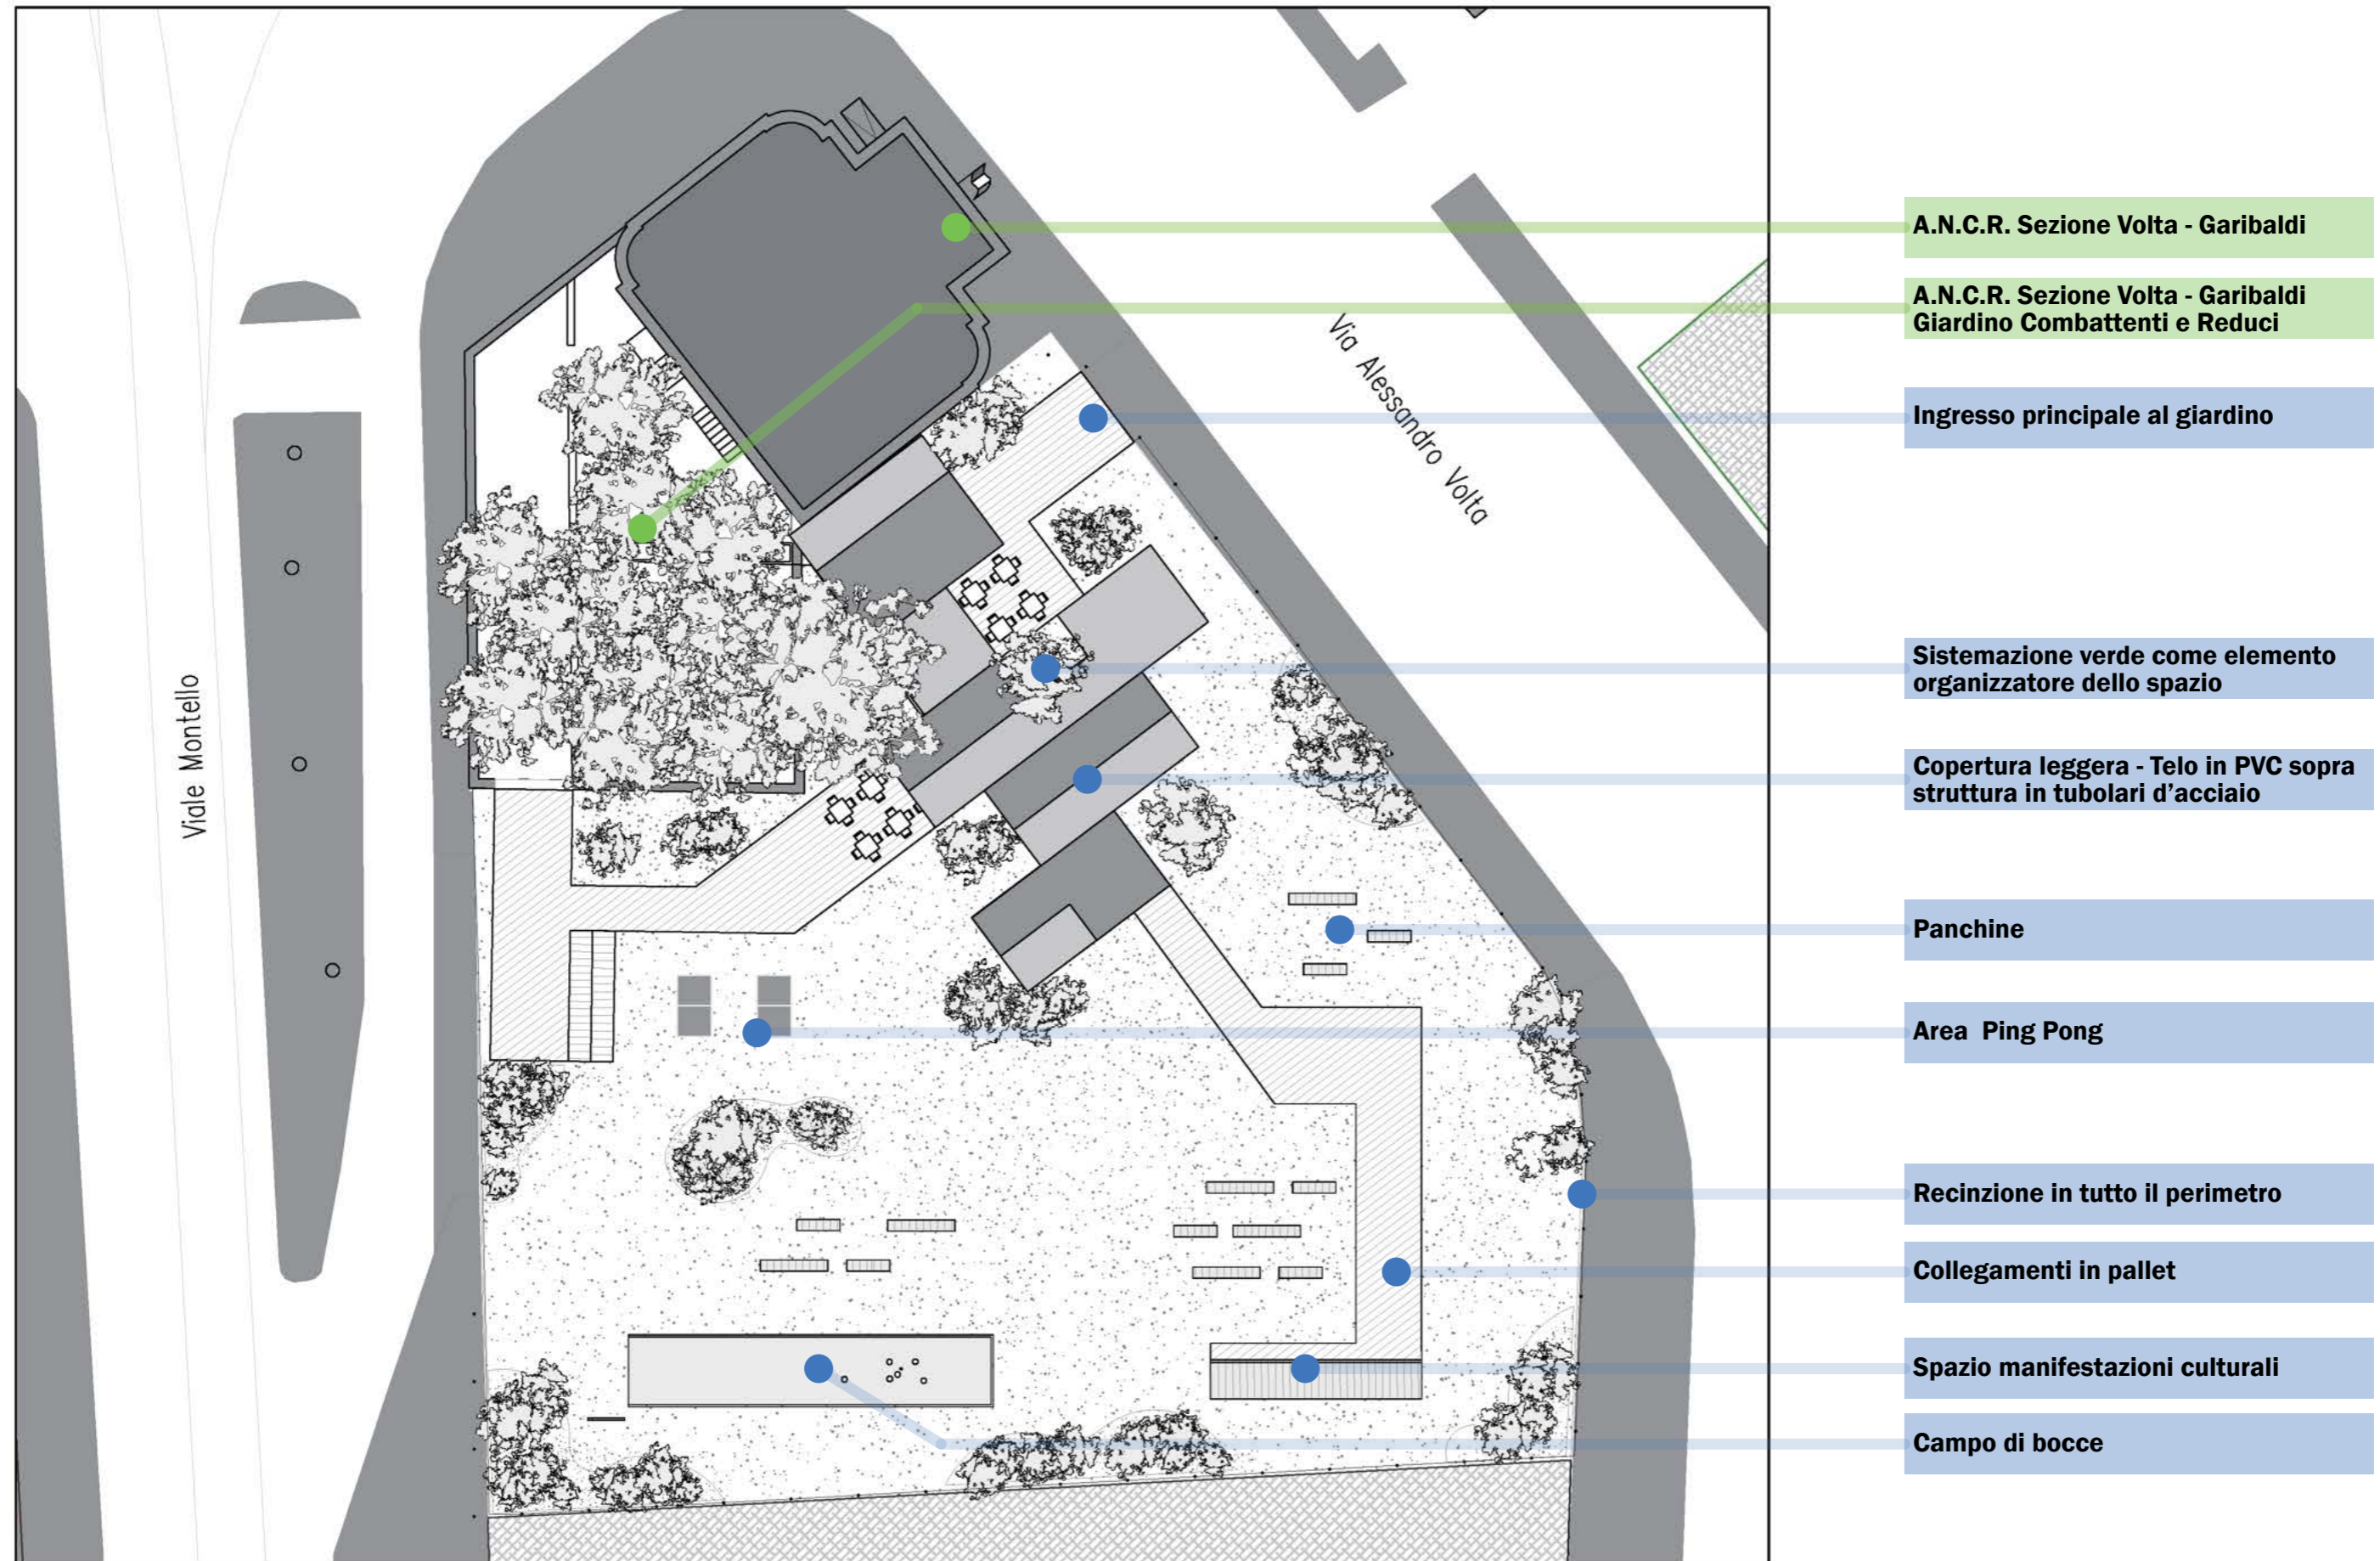 A.N.C.R. Sezione Volta - Garibaldi
A.N.C.R. Sezione Volta - Garibaldi
Giardino Combattenti e Reduci
Via Alessandro Volta
Ingresso principale al giardino
Sistemazione verde come elemento
organizzatore dello spazio
Viale Montello
Copertura leggera - Telo in PVC sopra
struttura in tubolari d'acciaio
Panchine
Area  Ping Pong
Recinzione in tutto il perimetro
Collegamenti in pallet
Spazio manifestazioni culturali
Campo di bocce